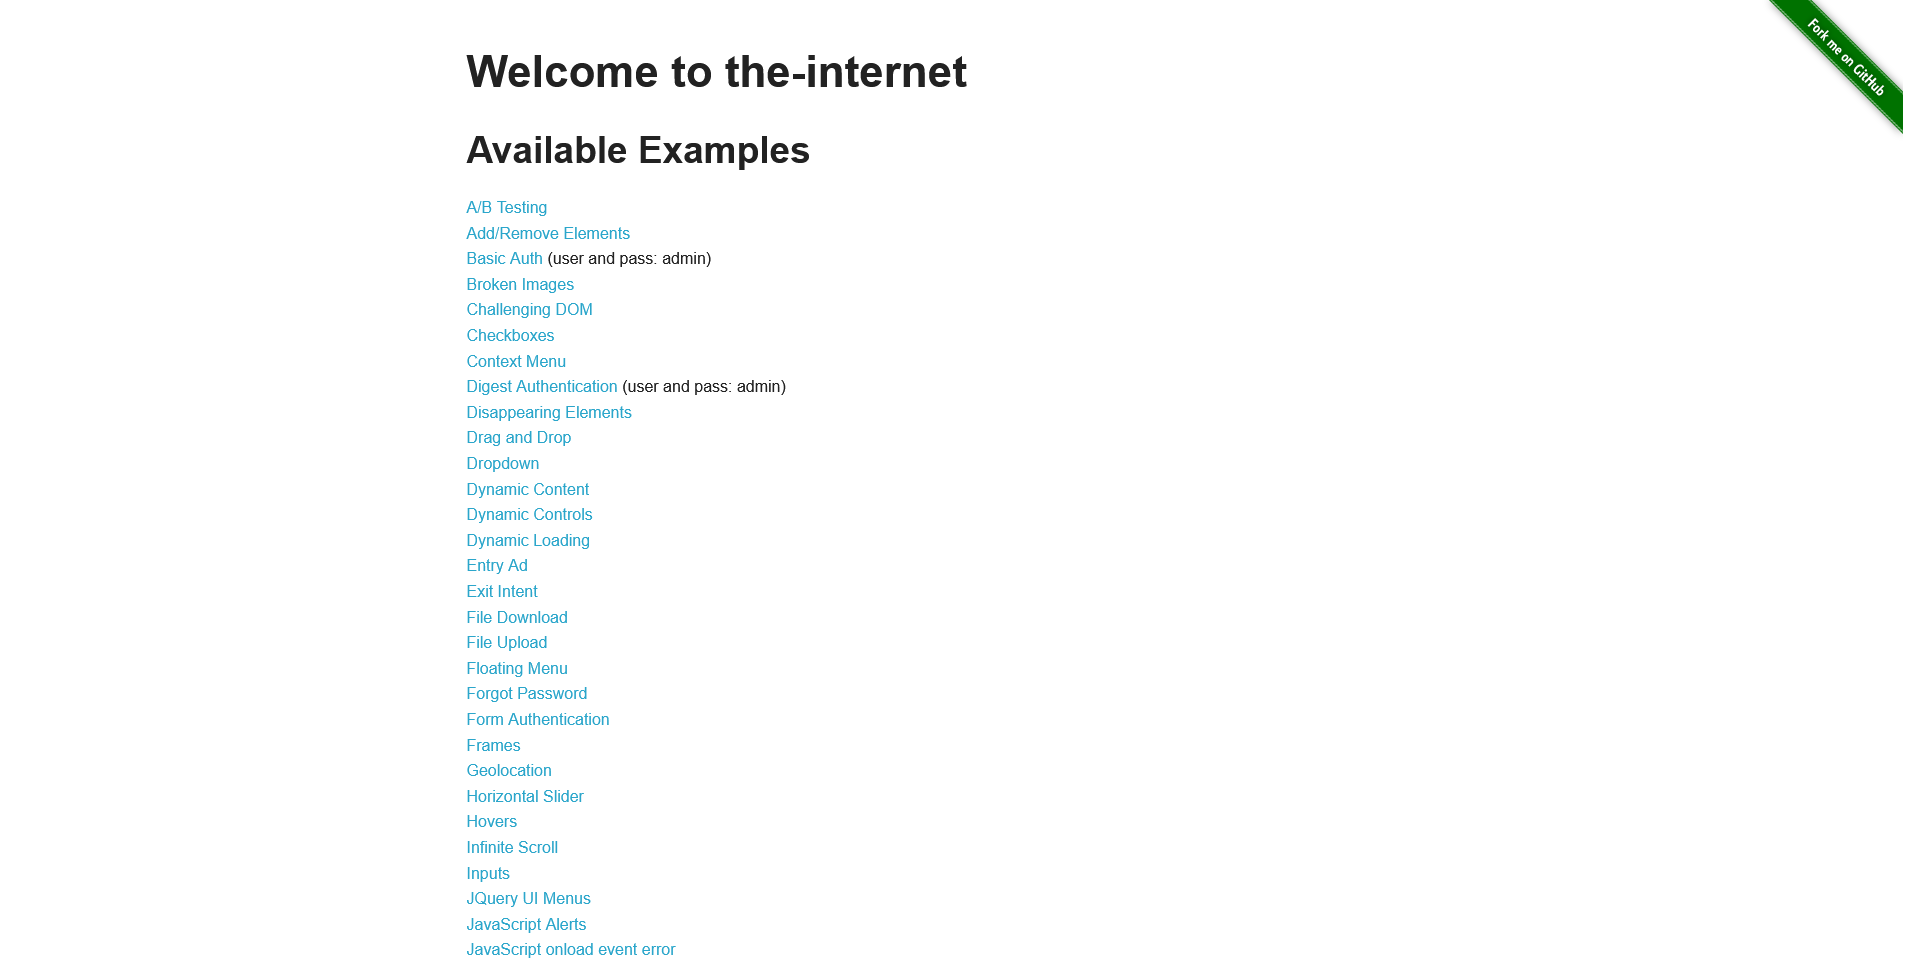 Fork me on GitHub
Welcome to the-internet
Available Examples
A/B Testing
Add/Remove Elements
Basic Auth (user and pass: admin)
Broken Images
Challenging DOM
Checkboxes
Context Menu
Digest Authentication (user and pass: admin)
Disappearing Elements
Drag and Drop
Dropdown
Dynamic Content
Dynamic Controls
Dynamic Loading
Entry Ad
Exit Intent
File Download
File Upload
Floating Menu
Forgot Password
Form Authentication
Frames
Geolocation
Horizontal Slider
Hovers
Infinite Scroll
Inputs
JQuery UI Menus
JavaScript Alerts
JavaScript onload event error